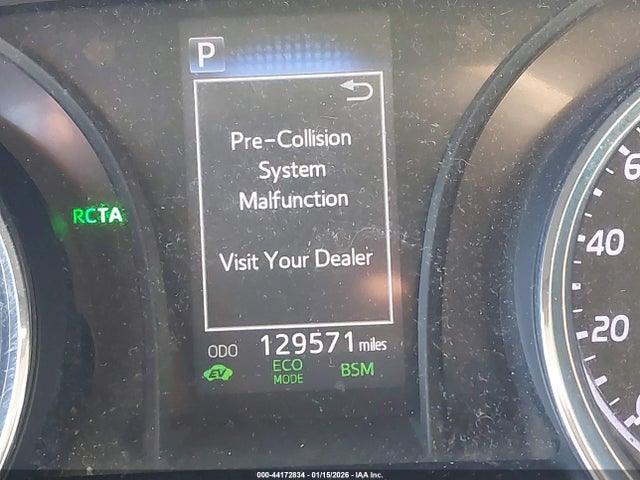 P
Pre-Collision
System
Malfunction
Visit Your Dealer
RCTA
ODO 129571 miles
EV
ECO
MODE
BSM
60
40
20
000-44172834 - 01/15/2026 - IAA Inc.